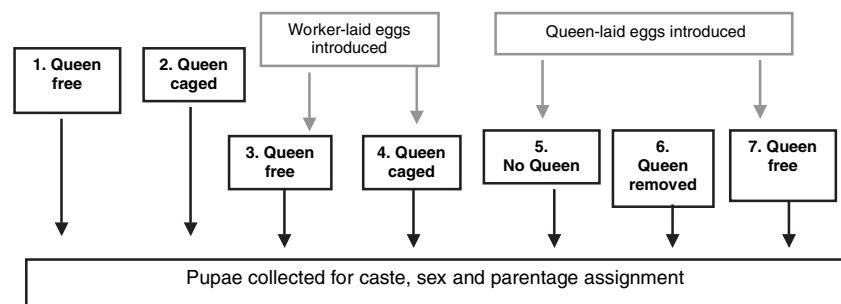 Worker-laid eggs
introduced
Queen-laid eggs introduced
1. Queen
free
2. Queen
caged
3. Queen
free
4. Queen
caged
5.
No Queen
6.
Queen
removed
7. Queen
free
Pupae collected for caste, sex and parentage assignment